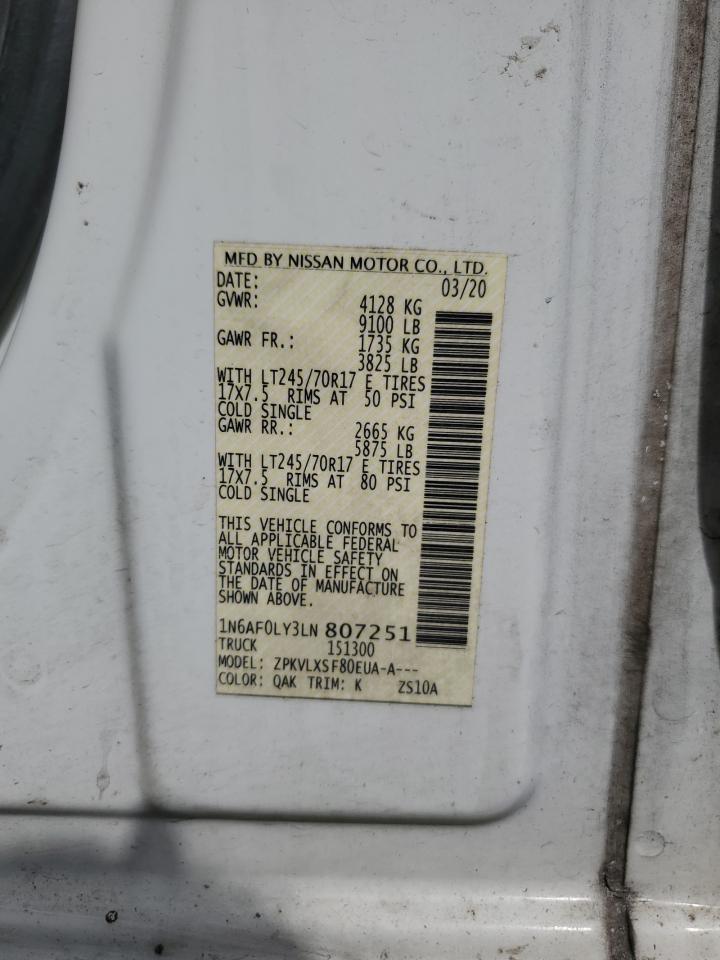 MFD BY NISSAN MOTOR CO., LTD.
DATE: 03/20
GVWR: 4128 KG
9100 LB
GAWR FR.: 1735 KG
3825 LB
WITH LT245/70R17 E TIRES
17X7.5 RIMS AT 50 PSI
COLD SINGLE
GAWR RR.: 2665 KG
5875 LB
WITH LT245/70R17 E TIRES
17X7.5 RIMS AT 80 PSI
COLD SINGLE
THIS VEHICLE CONFORMS TO
ALL APPLICABLE FEDERAL
MOTOR VEHICLE SAFETY
STANDARDS IN EFFECT ON
THE DATE OF MANUFACTURE
SHOWN ABOVE.
1N6AF0LY3LN 807251
TRUCK 151300
MODEL: ZPKVLXSF80EUA-A---
COLOR: QAK TRIM: K ZS10A